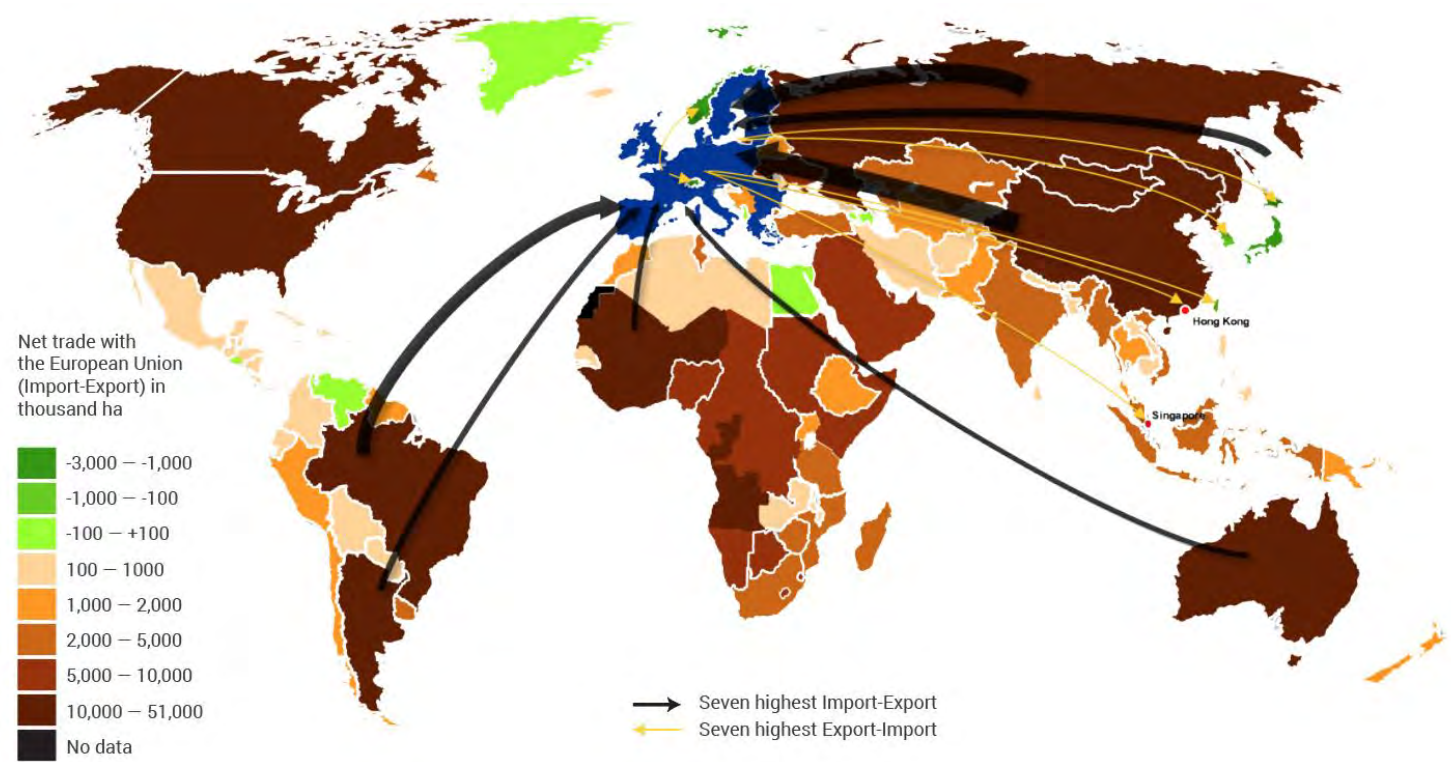 Hong Kong
Singapore
Net trade with
the European Union
(Import-Export) in
thousand ha
-3,000 — -1,000
-1,000 — -100
-100 — +100
100 — 1000
1,000 — 2,000
2,000 — 5,000
5,000 — 10,000
10,000 — 51,000
No data
Seven highest Import-Export
Seven highest Export-Import